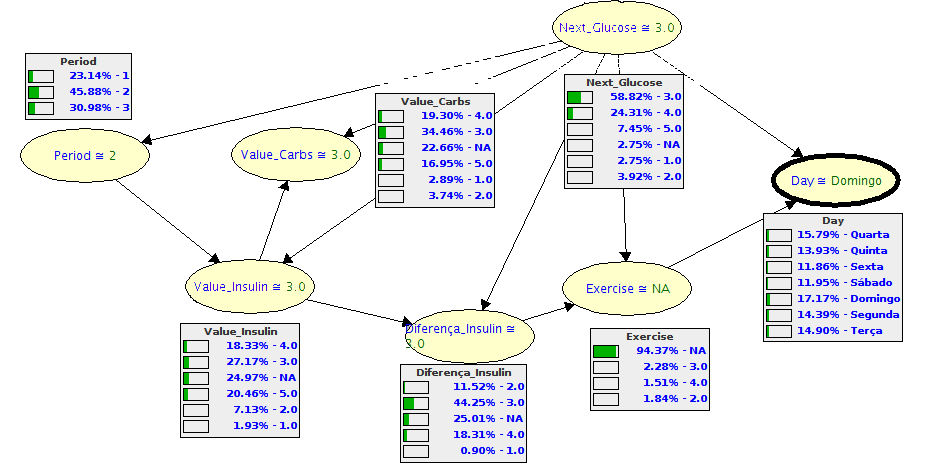 Next_Glucose ≅ 3.0
Period
23.14% - 1
45.88% - 2
30.98% - 3
Period ≅ 2
Value_Carbs ≅ 3.0
Value_Carbs
19.30% - 4.0
34.46% - 3.0
22.66% - NA
16.95% - 5.0
2.89% - 1.0
3.74% - 2.0
Next_Glucose
58.82% - 3.0
24.31% - 4.0
7.45% - 5.0
2.75% - NA
2.75% - 1.0
3.92% - 2.0
Day ≅ Domingo
Day
15.79% - Quarta
13.93% - Quinta
11.86% - Sexta
11.95% - Sábado
17.17% - Domingo
14.39% - Segunda
14.90% - Terça
Value_Insulin ≅ 3.0
Value_Insulin
18.33% - 4.0
27.17% - 3.0
24.97% - NA
20.46% - 5.0
7.13% - 2.0
1.93% - 1.0
Diferença_Insulin ≅
3.0
Diferença_Insulin
11.52% - 2.0
44.25% - 3.0
25.01% - NA
18.31% - 4.0
0.90% - 1.0
Exercise ≅ NA
Exercise
94.37% - NA
2.28% - 3.0
1.51% - 4.0
1.84% - 2.0